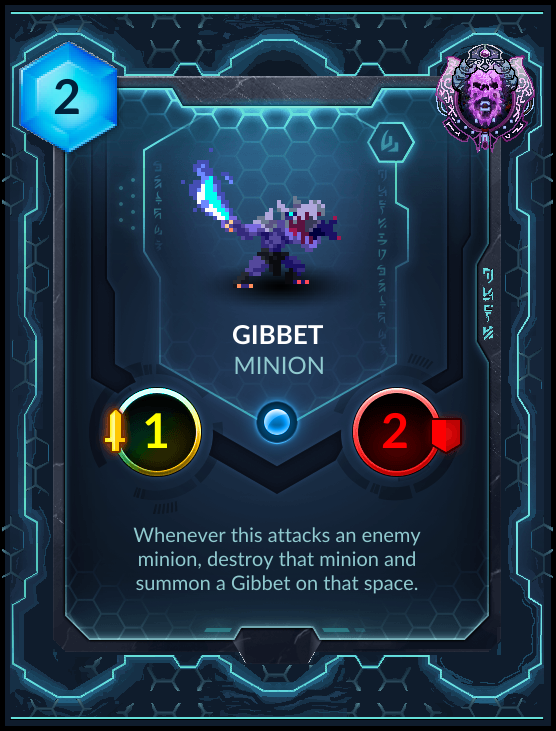 2
GIBBET
MINION
1
2
Whenever this attacks an enemy
minion, destroy that minion and
summon a Gibbet on that space.